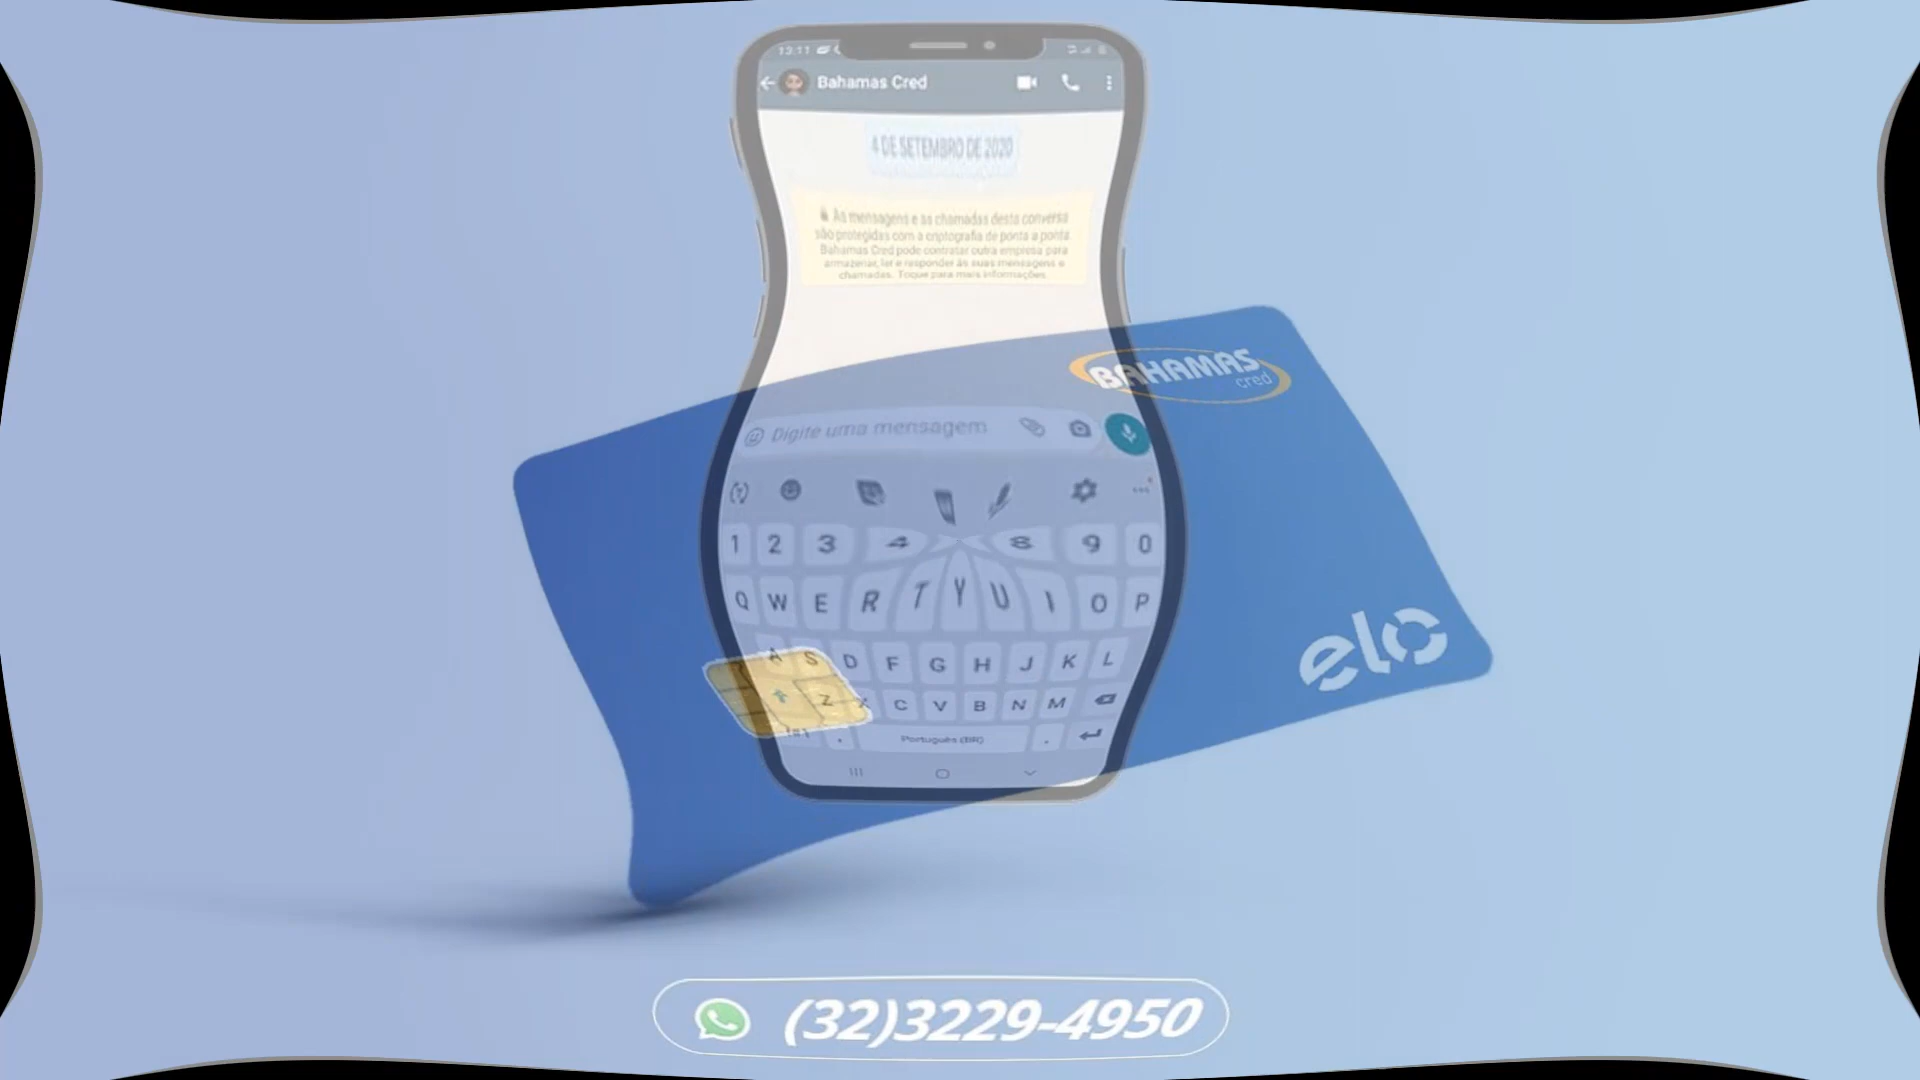 13:11
Bahamas Cred
4 DE SETEMBRO DE 2020
As mensagens e as chamadas desta conversa
são protegidas com a criptografia de ponta a ponta
Bahamas Cred pode contratar outra empresa para
armazenar, ler e responder às suas mensagens e
chamadas. Toque para mais informações.
BAHAMAS
cred
Digite uma mensagem
1 2 3 4 8 9 0
Q W E R T Y U I O P
A S D F G H J K L
Z X C V B N M
!#1 , Português (BR) .
elo
(32)3229-4950